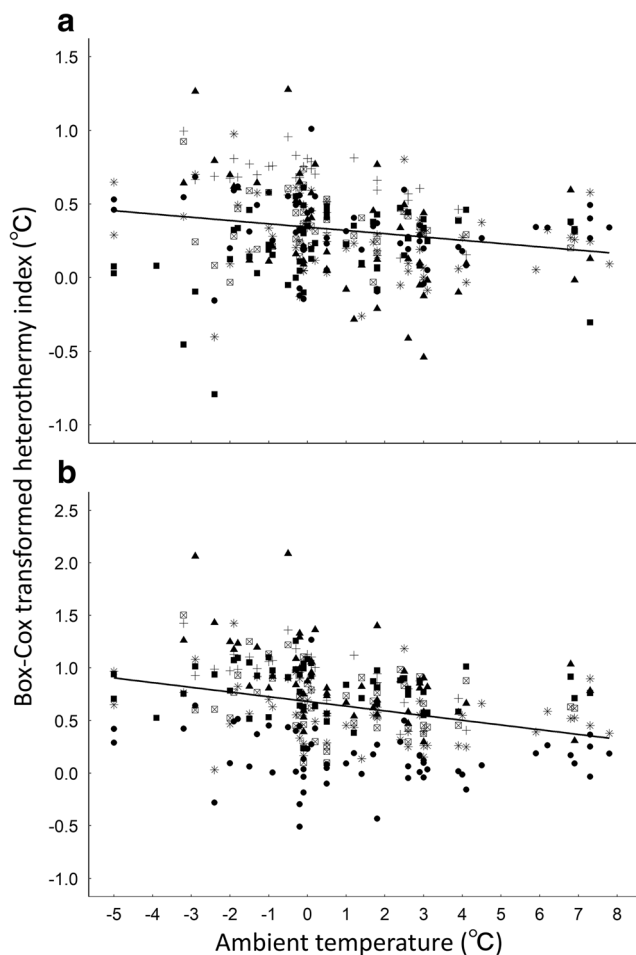 a
1.5
1.0
0.5
0.0
-0.5
-1.0
Box-Cox transformed heterothermy index (°C)
b
2.5
2.0
1.5
1.0
0.5
0.0
-0.5
-1.0
-5 -4 -3 -2 -1 0 1 2 3 4 5 6 7 8
Ambient temperature (°C)